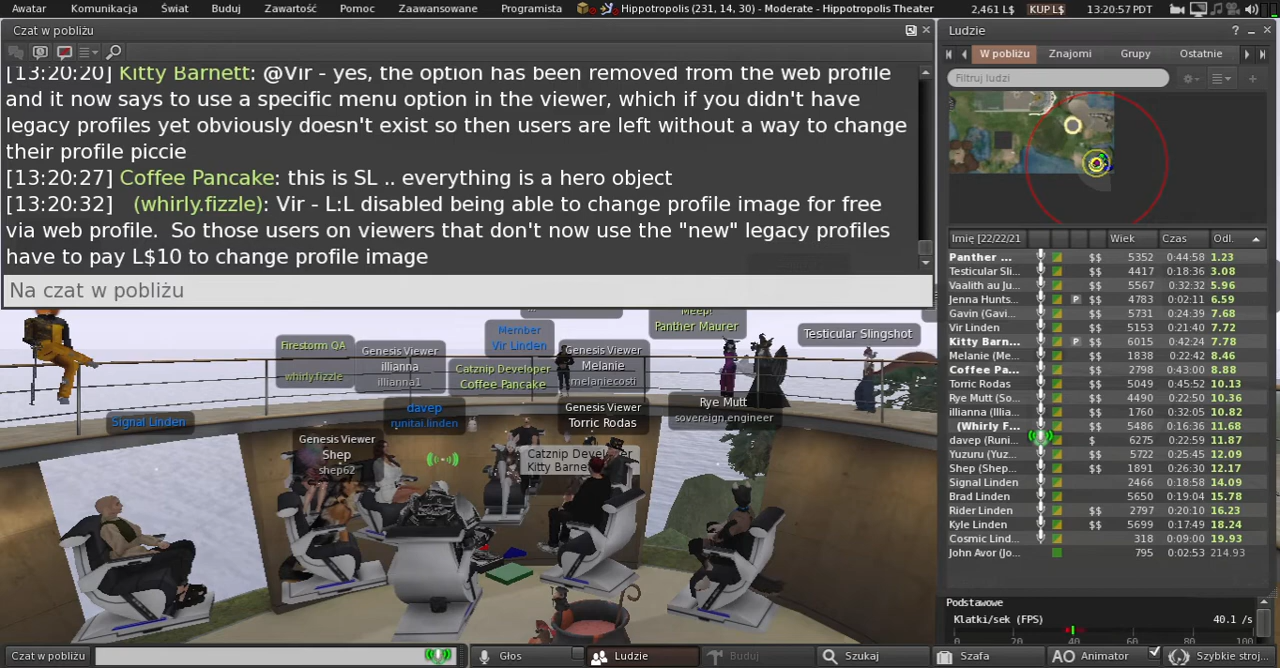 Awatar Komunikacja Świat Buduj Zawartość Pomoc Zaawansowane Programista Hippotropolis (231, 14, 30) - Moderate - Hippotropolis Theater 2,461 L$ KUP L$ 13:20:57 PDT
Czat w pobliżu
[13:20:20] Kitty Barnett: @Vir - yes, the option has been removed from the web profile
and it now says to use a specific menu option in the viewer, which if you didn't have
legacy profiles yet obviously doesn't exist so then users are left without a way to change
their profile piccie
[13:20:27] Coffee Pancake: this is SL .. everything is a hero object
[13:20:32] (whirly.fizzle): Vir - L:L disabled being able to change profile image for free
via web profile. So those users on viewers that don't now use the "new" legacy profiles
have to pay L$10 to change profile image
Na czat w pobliżu
Meep!
Panther Maurer
Member
Vir Linden
Testicular Slingshot
Firestorm QA
whirly.fizzle
Genesis Viewer
illianna
illianna1
Catznip Developer
Coffee Pancake
Genesis Viewer
Melanie
melaniecosti
Signal Linden
davep
runitai.linden
Genesis Viewer
Torric Rodas
Rye Mutt
sovereign.engineer
Genesis Viewer
Shep
shep62
Catznip Developer
Kitty Barnett
Ludzie
W pobliżu Znajomi Grupy Ostatnie
Filtruj ludzi
Imię [22/22/21 Wiek Czas Odl.
Panther ... $$ 5352 0:44:58 1.23
Testicular Sli... $$ 4417 0:18:36 3.08
Vaalith au Ju... $$ 5567 0:32:32 5.96
Jenna Hunts... P $$ 4783 0:02:11 6.59
Gavin (Gavi... $$ 5731 0:24:39 7.68
Vir Linden $$ 5153 0:21:40 7.72
Kitty Barn... P $$ 6015 0:42:24 7.78
Melanie (Me... $$ 1838 0:22:42 8.46
Coffee Pa... $$ 2798 0:43:00 8.88
Torric Rodas $$ 5049 0:45:52 10.13
Rye Mutt (So... $$ 4490 0:22:50 10.36
illianna (Illia... $$ 1760 0:32:05 10.82
(Whirly F... $$ 5486 0:16:36 11.68
davep (Runi... $ 6275 0:22:59 11.87
Yuzuru (Yuz... $$ 5722 0:25:45 12.09
Shep (Shep... $$ 1891 0:26:30 12.17
Signal Linden 2466 0:18:58 14.09
Brad Linden 5650 0:19:04 15.78
Rider Linden $$ 2797 0:20:10 16.23
Kyle Linden $$ 5699 0:17:49 18.24
Cosmic Lind... 318 0:09:00 19.93
John Avor (Jo... 795 0:02:53 214.93
Podstawowe
Klatki/sek (FPS) 40.1 /s
0 20 40 60 80 100
Czat w pobliżu Głos Ludzie Buduj Szukaj Szafa AO Animator Szybkie stroj...